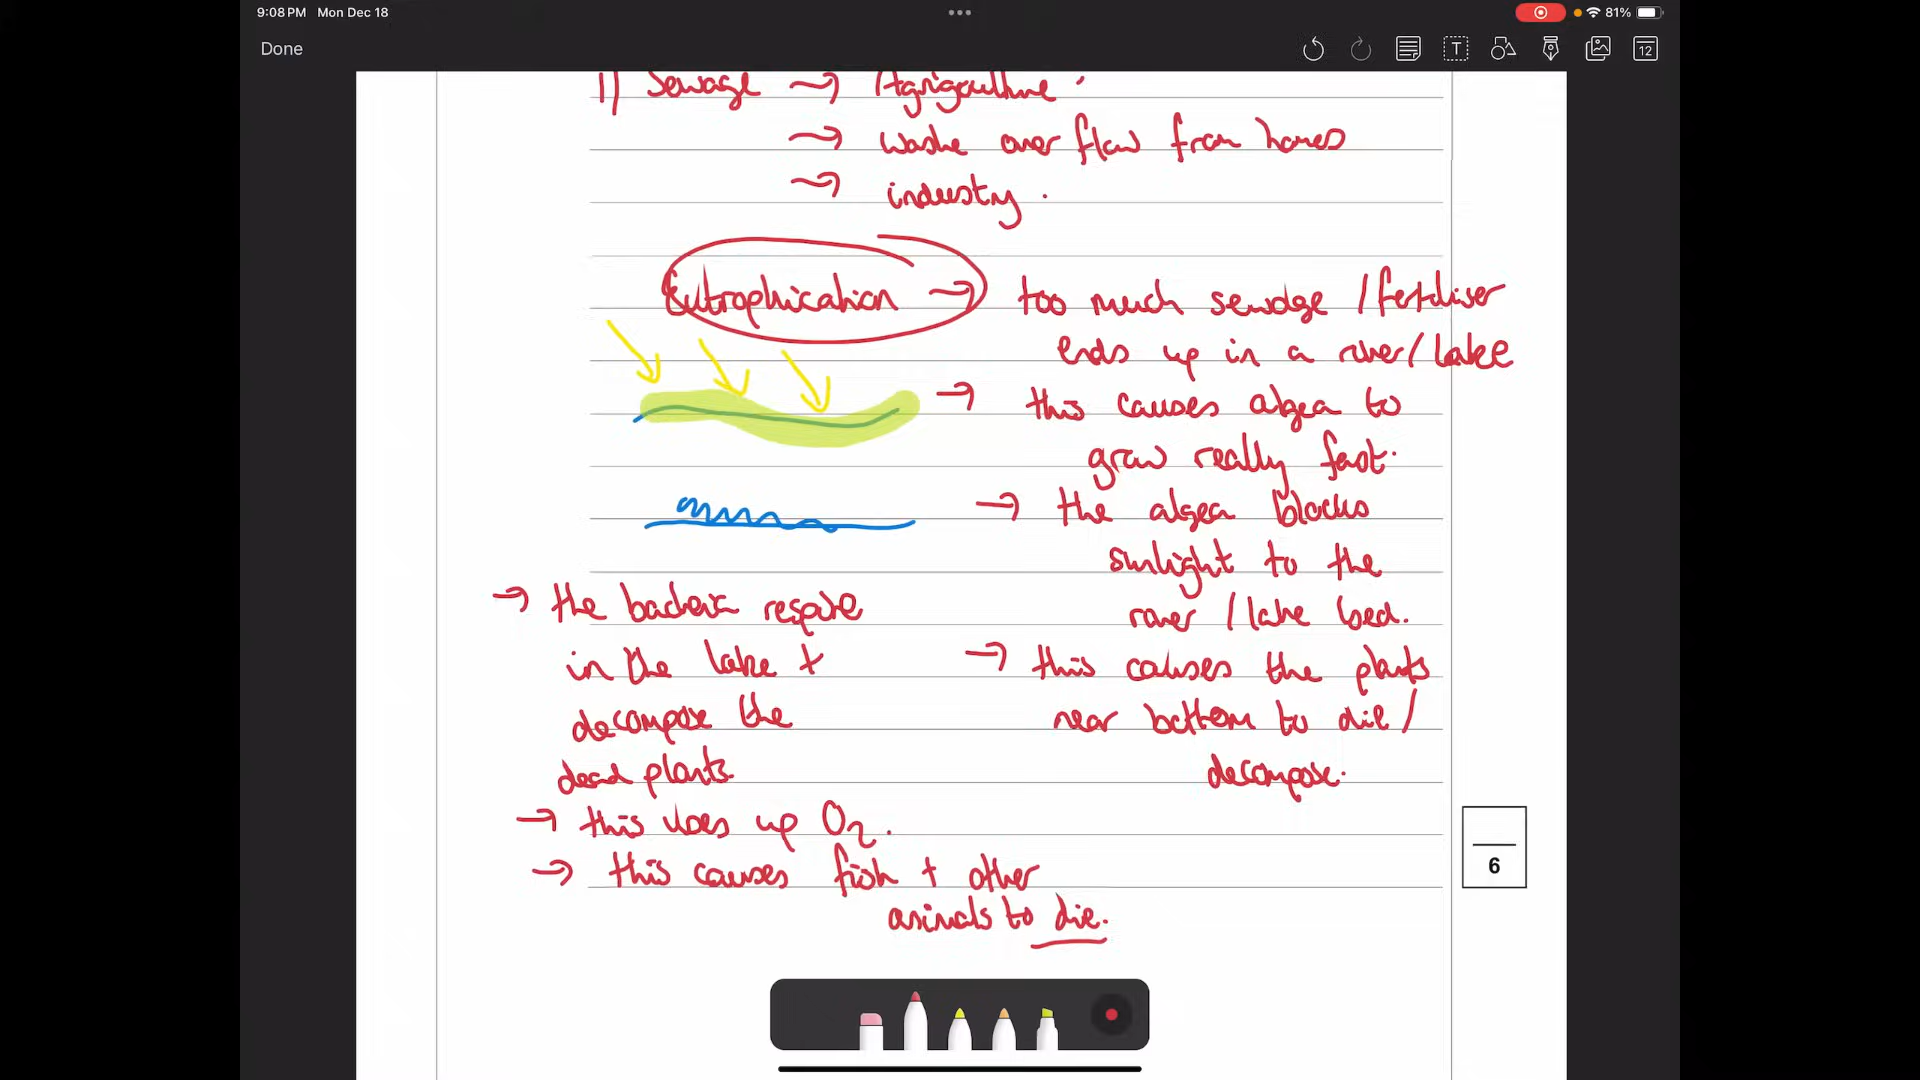 9:08 PM Mon Dec 18
81%
Done
T
12
1) Sewage → Agrigculture.
→ waste over flow from homes
→ industry.
Eutrophication → too much sewdge / fertiliser
ends up in a river / lake
→ this causes algea to
grow really fast.
→ the algea blocks
sunlight to the
river / lake bed.
→ this causes the plants
near bottom to die /
decompose.
→ the bacteria respire
in the lake +
decompose the
dead plants
→ this uses up O₂.
→ this causes fish + other
animals to die.
6